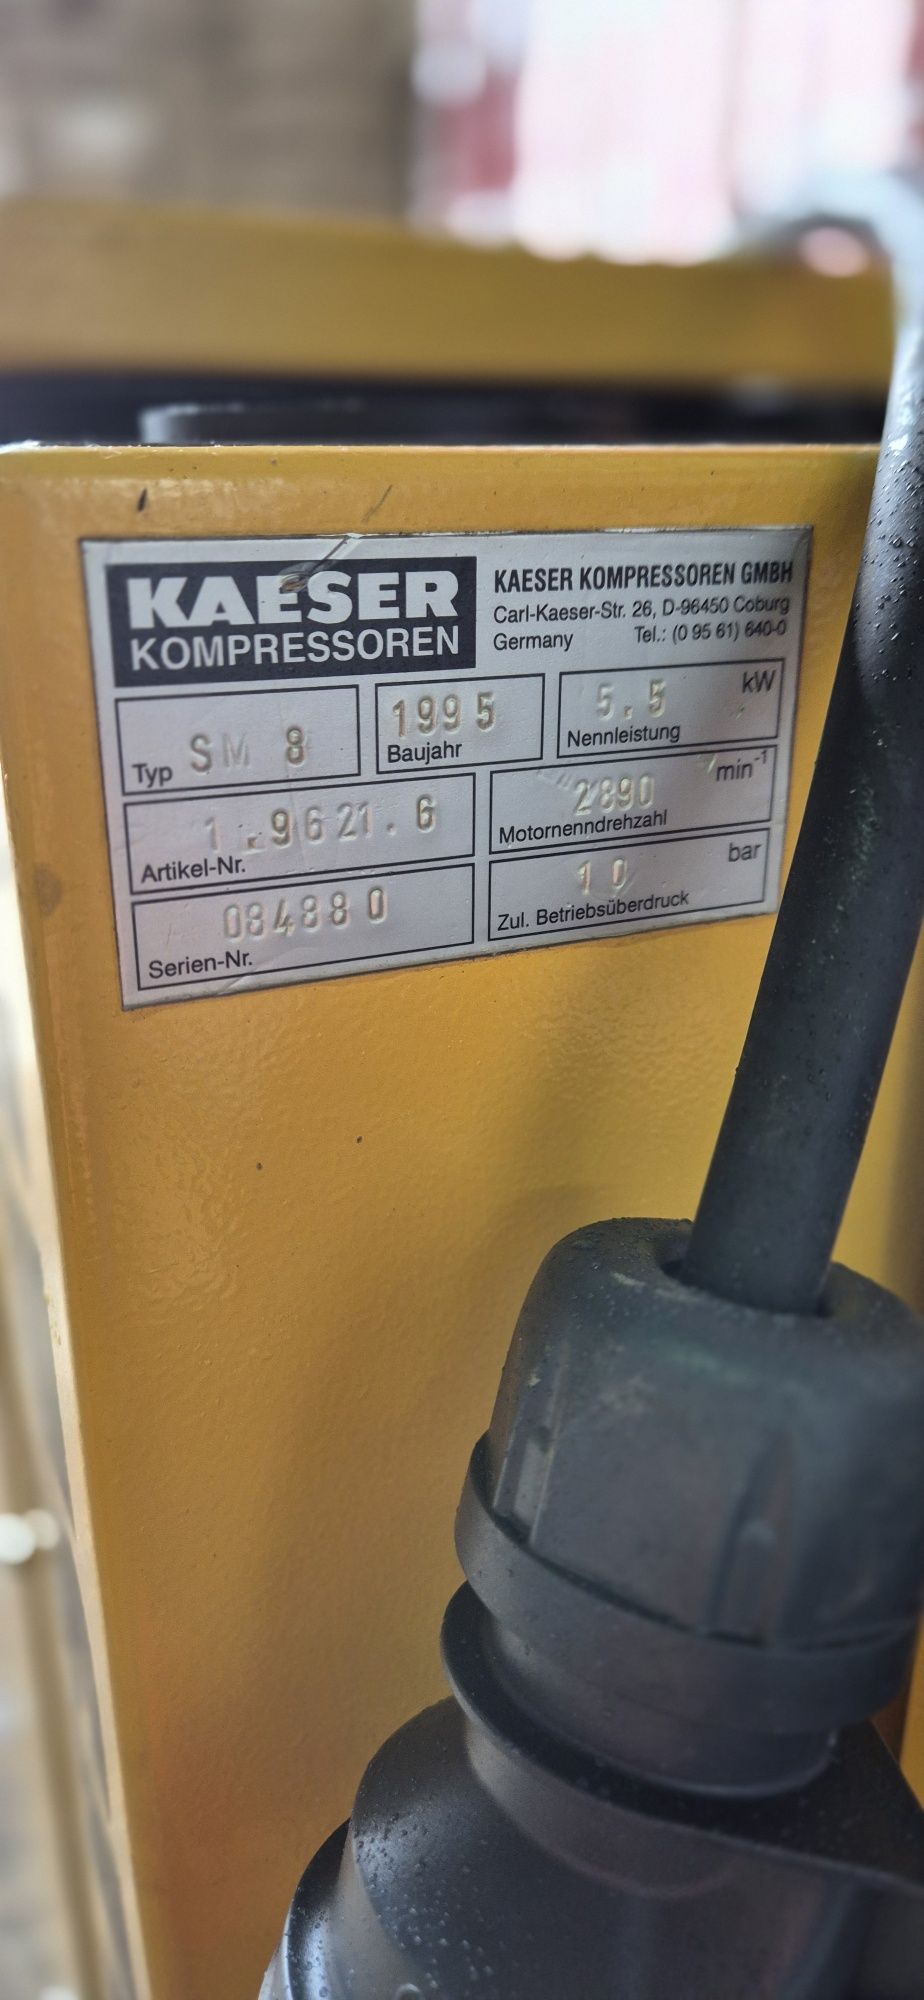 KAESER
KOMPRESSOREN
KAESER KOMPRESSOREN GMBH
Carl-Kaeser-Str. 26, D-96450 Coburg
Germany Tel.: (0 95 61) 640-0
Typ SM 8
1995
Baujahr
5.5 kW
Nennleistung
1.9621.6
Artikel-Nr.
2890 min⁻¹
Motornenndrehzahl
084880
Serien-Nr.
10 bar
Zul. Betriebsüberdruck